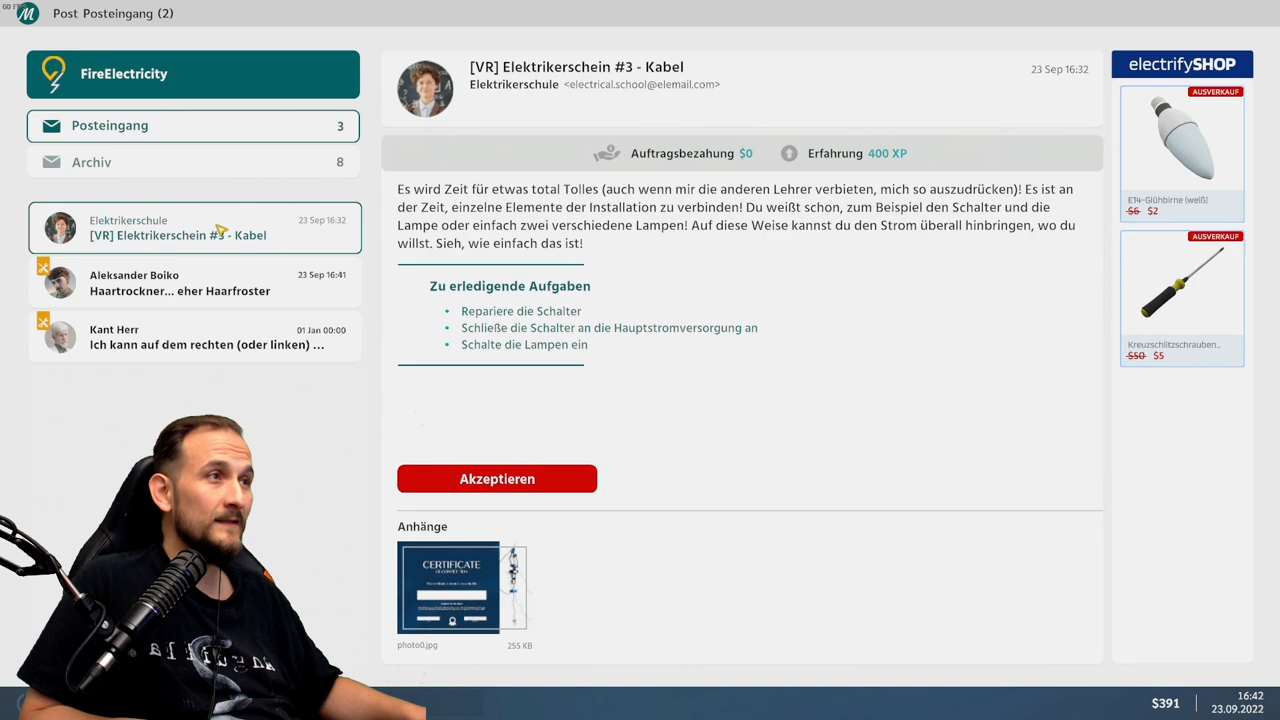 Post Posteingang (2)
FireElectricity
Posteingang 3
Archiv 8
Elektrikerschule 23 Sep 16:32
[VR] Elektrikerschein #3 - Kabel
Aleksander Boiko 23 Sep 16:41
Haartrockner... eher Haarfroster
Kant Herr 01 Jan 00:00
Ich kann auf dem rechten (oder linken) ...
[VR] Elektrikerschein #3 - Kabel
Elektrikerschule <electrical.school@elemail.com>
23 Sep 16:32
Auftragsbezahlung $0 Erfahrung 400 XP
Es wird Zeit für etwas total Tolles (auch wenn mir die anderen Lehrer verbieten, mich so auszudrücken)! Es ist an
der Zeit, einzelne Elemente der Installation zu verbinden! Du weißt schon, zum Beispiel den Schalter und die
Lampe oder einfach zwei verschiedene Lampen! Auf diese Weise kannst du den Strom überall hinbringen, wo du
willst. Sieh, wie einfach das ist!
Zu erledigende Aufgaben
• Repariere die Schalter
• Schließe die Schalter an die Hauptstromversorgung an
• Schalte die Lampen ein
Akzeptieren
Anhänge
CERTIFICATE
photo0.jpg 255 KB
electrifySHOP
AUSVERKAUF
E14-Glühbirne (weiß)
$6 $2
AUSVERKAUF
Kreuzschlitzschrauben...
$50 $5
$391
16:42
23.09.2022